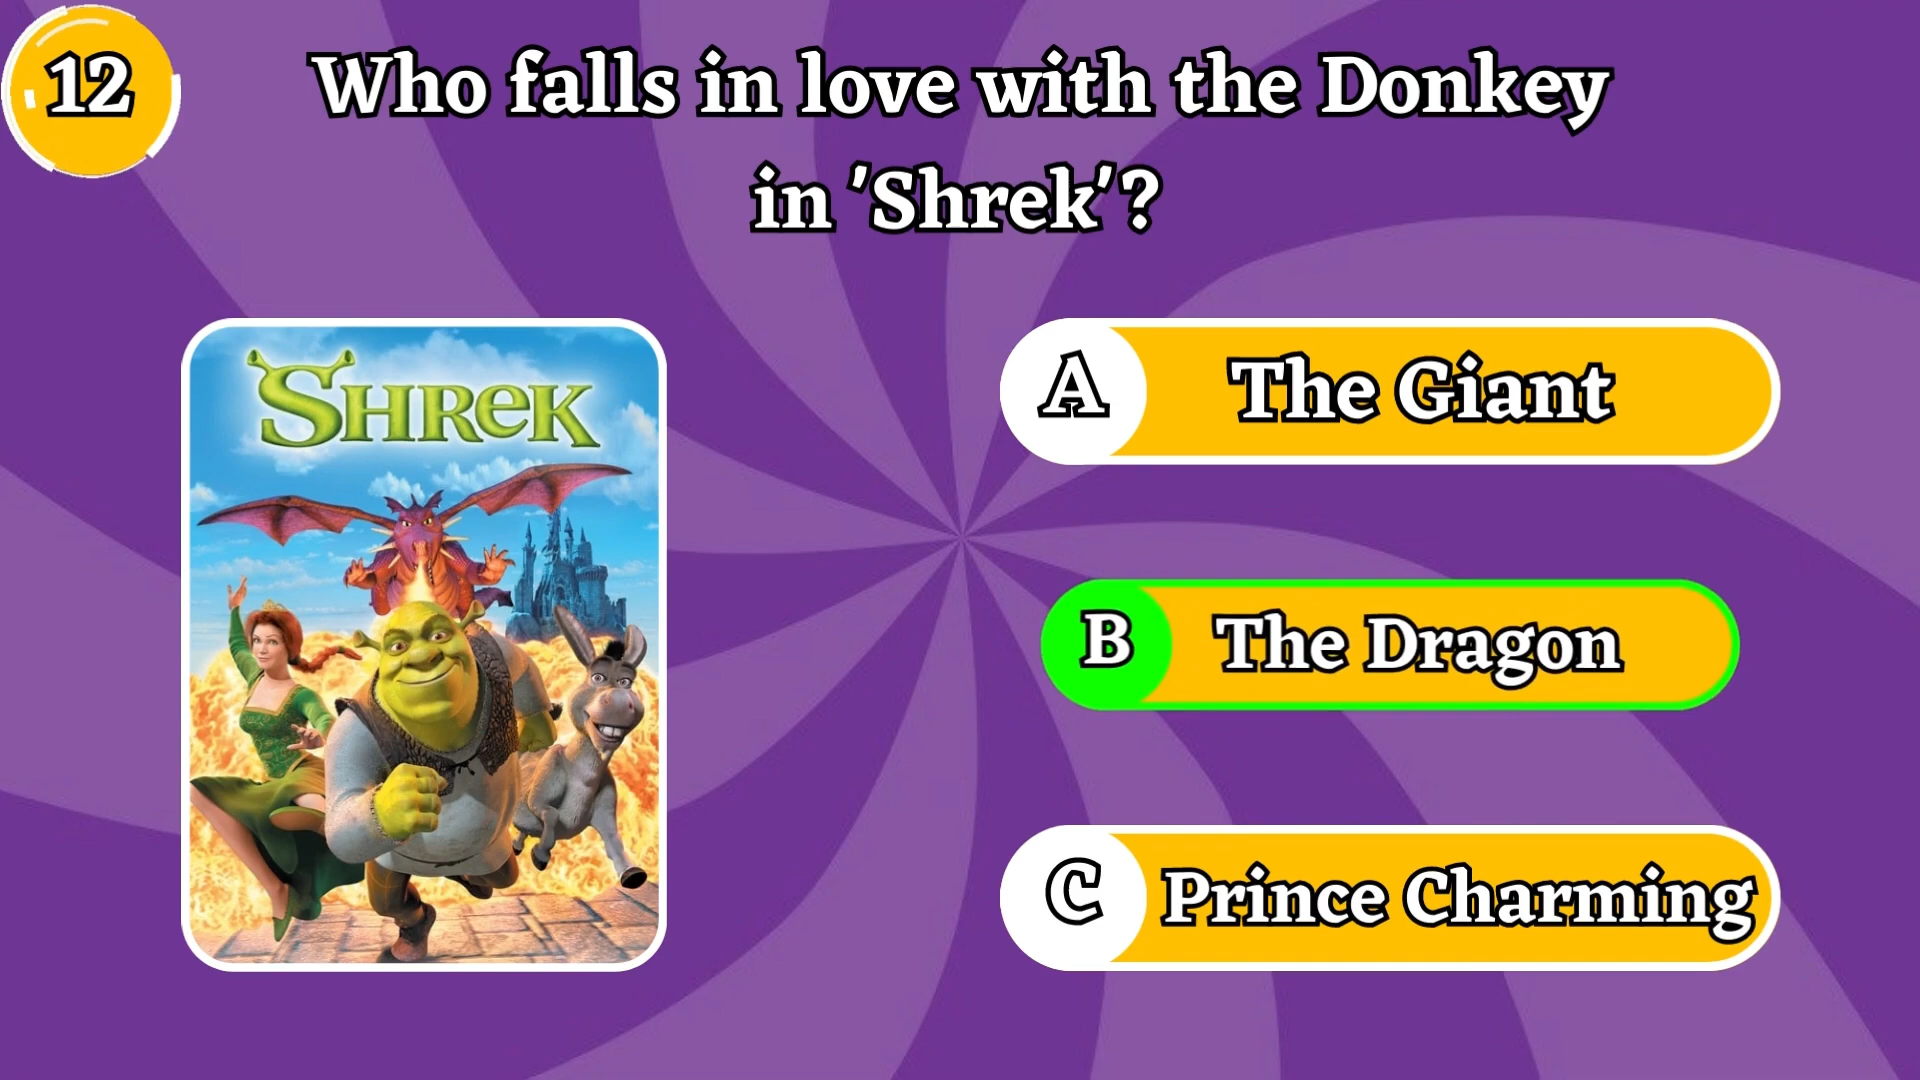 12
Who falls in love with the Donkey
in 'Shrek'?
SHREK
A The Giant
B The Dragon
C Prince Charming